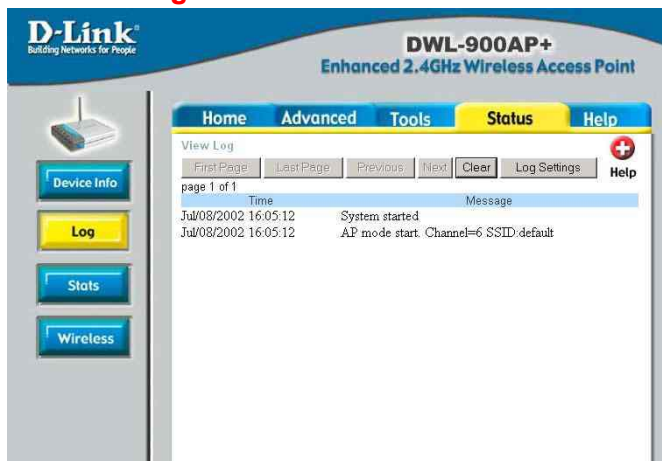 D-Link
Building Networks for People
DWL-900AP+
Enhanced 2.4GHz Wireless Access Point
Home Advanced Tools Status Help
View Log
First Page Last Page Previous Next Clear Log Settings Help
page 1 of 1
Time Message
Jul/08/2002 16:05:12 System started
Jul/08/2002 16:05:12 AP mode start. Channel=6 SSID:default
Device Info
Log
Stats
Wireless